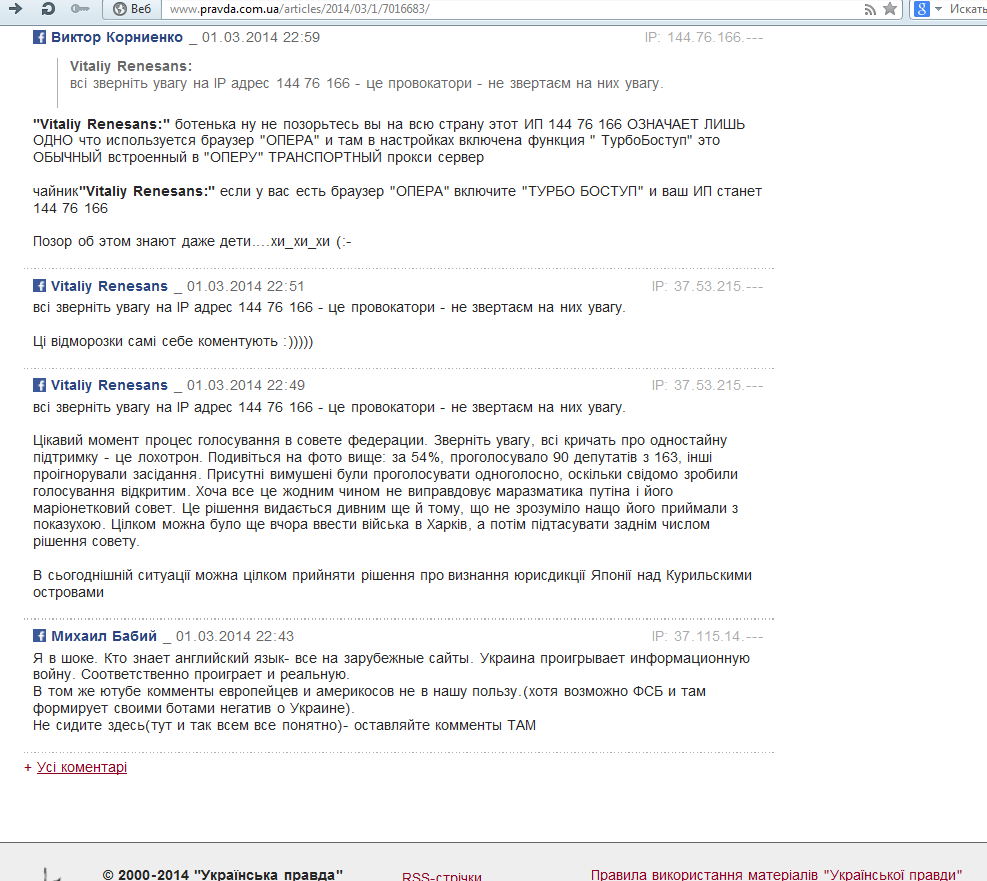 Веб
www.pravda.com.ua/articles/2014/03/1/7016683/
Искать
Виктор Корниенко _ 01.03.2014 22:59
IP: 144.76.166.---
Vitaliy Renesans:
всі зверніть увагу на IP адрес 144 76 166 - це провокатори - не звертаєм на них увагу.
"Vitaliy Renesans:" ботенька ну не позорьтесь вы на всю страну этот ИП 144 76 166 ОЗНАЧАЕТ ЛИШЬ
ОДНО что используется браузер "ОПЕРА" и там в настройках включена функция " ТурбоБоступ" это
ОБЫЧНЫЙ встроенный в "ОПЕРУ" ТРАНСПОРТНЫЙ прокси сервер
чайник"Vitaliy Renesans:" если у вас есть браузер "ОПЕРА" включите "ТУРБО БОСТУП" и ваш ИП станет
144 76 166
Позор об этом знают даже дети....хи_хи_хи (:-
Vitaliy Renesans _ 01.03.2014 22:51
IP: 37.53.215.---
всі зверніть увагу на IP адрес 144 76 166 - це провокатори - не звертаєм на них увагу.
Ці відморозки самі себе коментують :)))))
Vitaliy Renesans _ 01.03.2014 22:49
IP: 37.53.215.---
всі зверніть увагу на IP адрес 144 76 166 - це провокатори - не звертаєм на них увагу.
Цікавий момент процес голосування в совете федерации. Зверніть увагу, всі кричать про одностайну
підтримку - це лохотрон. Подивіться на фото вище: за 54%, проголосувало 90 депутатів з 163, інші
проігнорували засідання. Присутні вимушені були проголосувати одноголосно, оскільки свідомо зробили
голосування відкритим. Хоча все це жодним чином не виправдовує маразматика путіна і його
маріонетковий совет. Це рішення видається дивним ще й тому, що не зрозуміло нащо його приймали з
показухою. Цілком можна було ще вчора ввести війська в Харків, а потім підтасувати заднім числом
рішення совету.
В сьогоднішній ситуації можна цілком прийняти рішення про визнання юрисдикції Японії над Курильскими
островами
Михаил Бабий _ 01.03.2014 22:43
IP: 37.115.14.---
Я в шоке. Кто знает английский язык- все на зарубежные сайты. Украина проигрывает информационную
войну. Соответственно проиграет и реальную.
В том же ютубе комменты европейцев и америкосов не в нашу пользу.(хотя возможно ФСБ и там
формирует своими ботами негатив о Украине).
Не сидите здесь(тут и так всем все понятно)- оставляйте комменты ТАМ
+ Усі коментарі
© 2000-2014 "Українська правда"
RSS-стрічки
Правила використання матеріалів "Української правди"